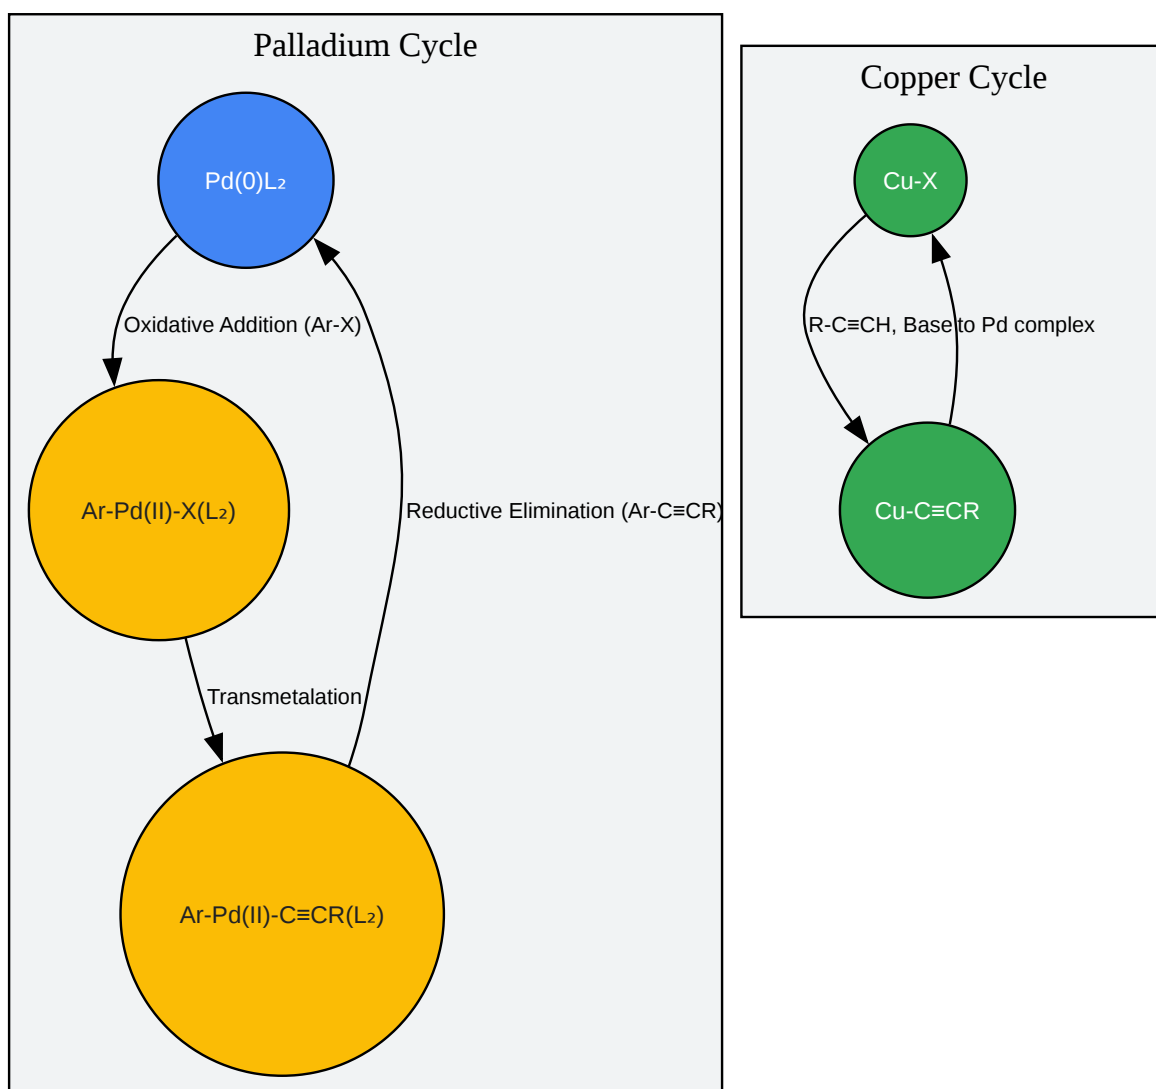 Palladium Cycle
Pd(0)L₂
Oxidative Addition (Ar-X)
Ar-Pd(II)-X(L₂)
Reductive Elimination (Ar-C≡CR)
Transmetalation
Ar-Pd(II)-C≡CR(L₂)
Copper Cycle
Cu-X
R-C≡CH, Base
to Pd complex
Cu-C≡CR